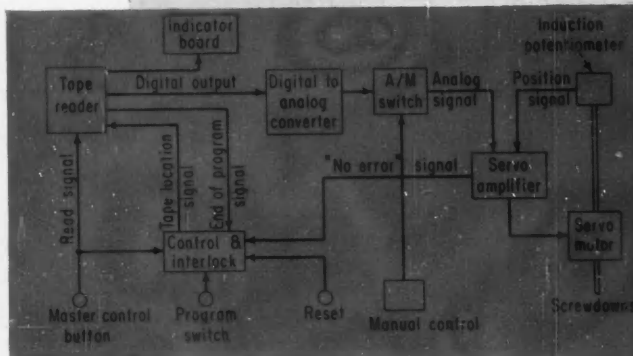 indicator
board
Induction
potentiometer
Tape
reader
Digital output
Digital to
analog
converter
A/M
switch
Analog
signal
Position
signal
Read signal
Tape location
signal
End of program
signal
"No error" signal
Servo
amplifier
Control &
interlock
Servo
motor
Master control
button
Program
switch
Reset
Manual control
Screwdowns